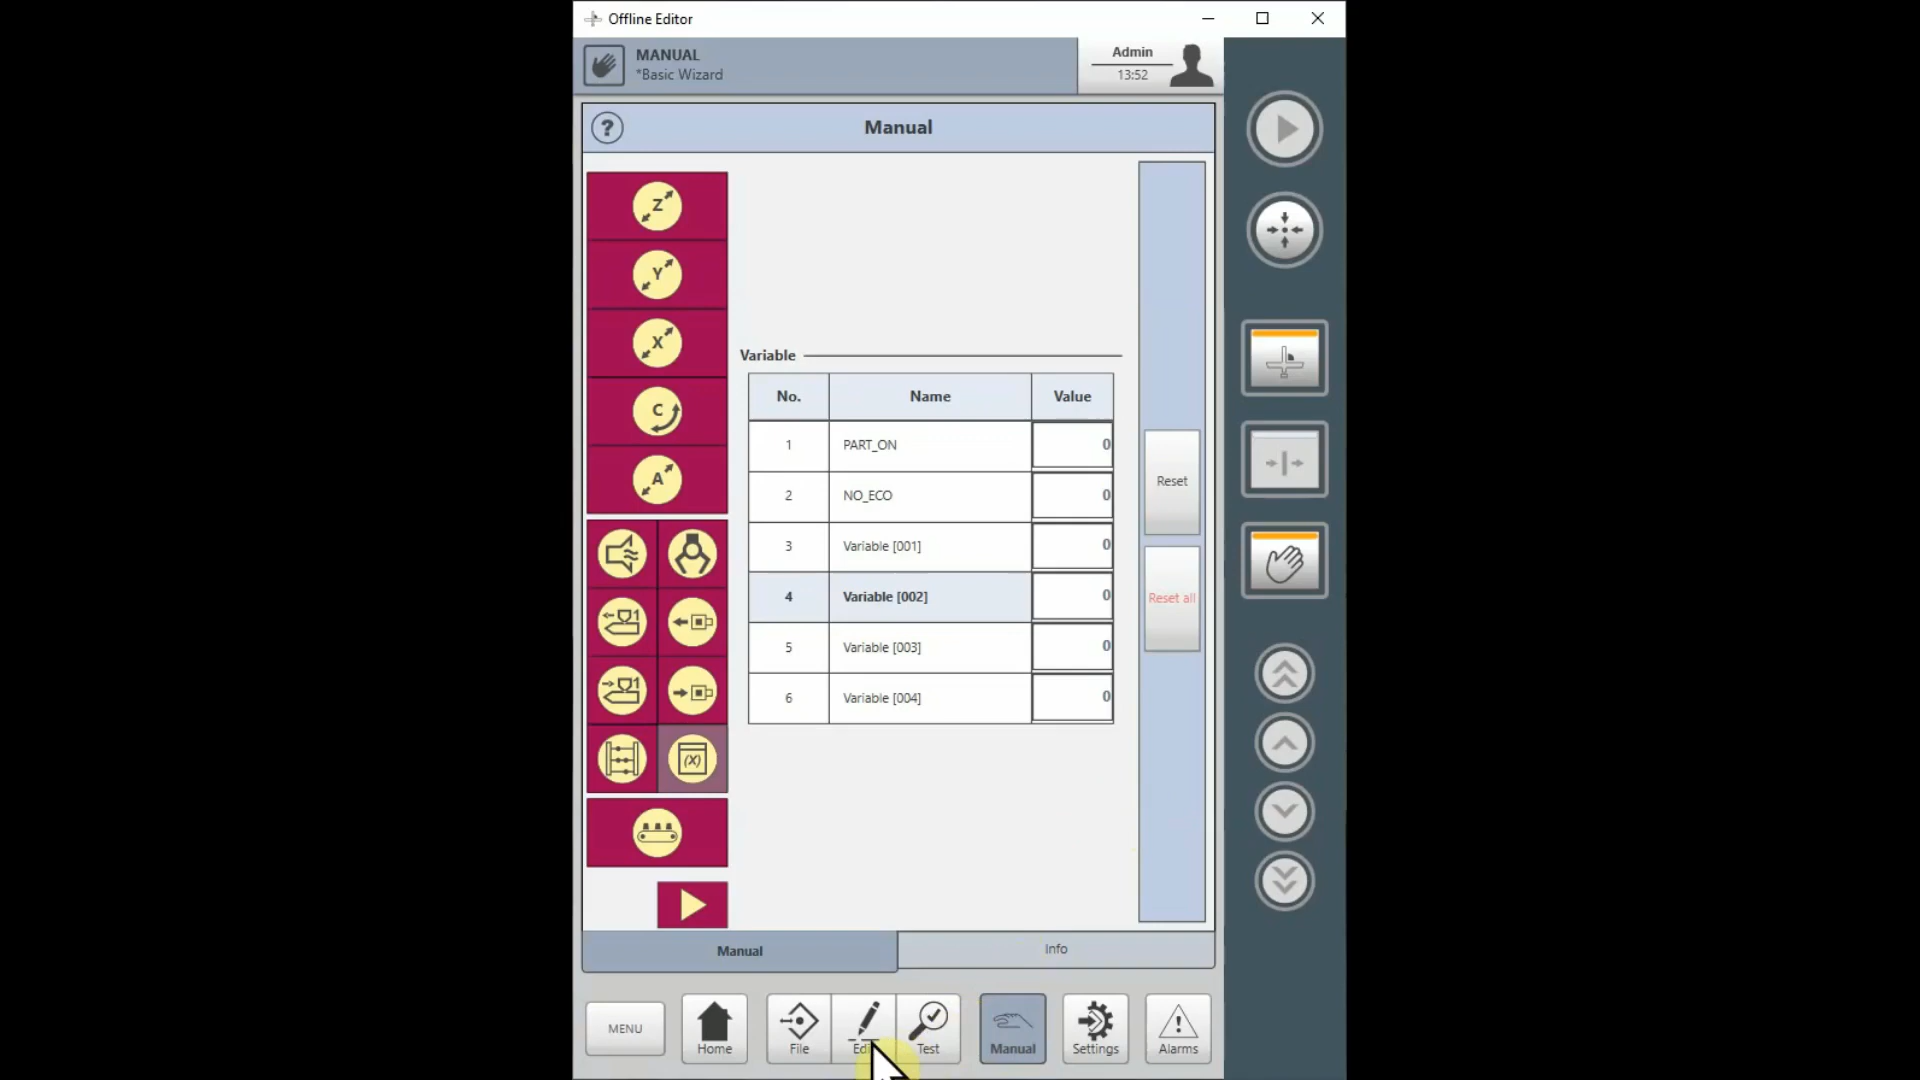 Offline Editor
MANUAL
*Basic Wizard
Admin
13:52
?
Manual
Z
Y
X
C
A
1
1
(X)
Variable
No. Name Value
1 PART_ON 0
2 NO_ECO 0
3 Variable [001] 0
4 Variable [002] 0
5 Variable [003] 0
6 Variable [004] 0
Reset
Reset all
Manual
Info
MENU
Home
File
Test
Manual
Settings
Alarms